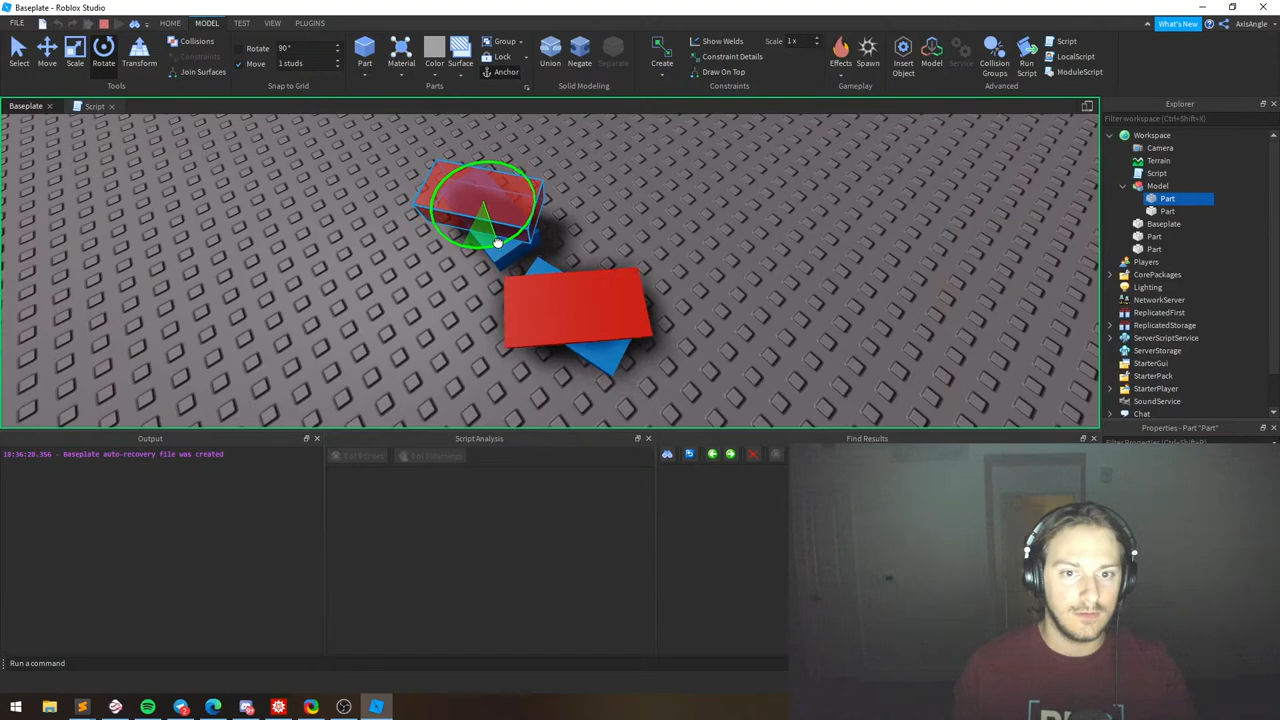 Baseplate - Roblox Studio
FILE HOME MODEL TEST VIEW PLUGINS What's New AxisAngle
Select Move Scale Rotate Transform
Collisions
Join Surfaces
Tools
Rotate 90°
Move 1 studs
Snap to Grid
Part Material Color Surface
Group
Lock
Anchor
Parts
Union Negate Separate
Solid Modeling
Create
Show Welds Scale 1 x
Constraint Details
Draw On Top
Constraints
Effects Spawn
Gameplay
Insert Object Model Service Collision Groups Run Script
Script
LocalScript
ModuleScript
Advanced
Baseplate Script
Explorer
Filter workspace (Ctrl+Shift+X)
Workspace
Camera
Terrain
Script
Model
Part
Part
Baseplate
Part
Part
Players
CorePackages
Lighting
NetworkServer
ReplicatedFirst
ReplicatedStorage
ServerScriptService
ServerStorage
StarterGui
StarterPack
StarterPlayer
SoundService
Chat
Properties - Part "Part"
Filter Properties (Ctrl+Shift+P)
Output Script Analysis Find Results
18:36:28.356 - Baseplate auto-recovery file was created
Run a command